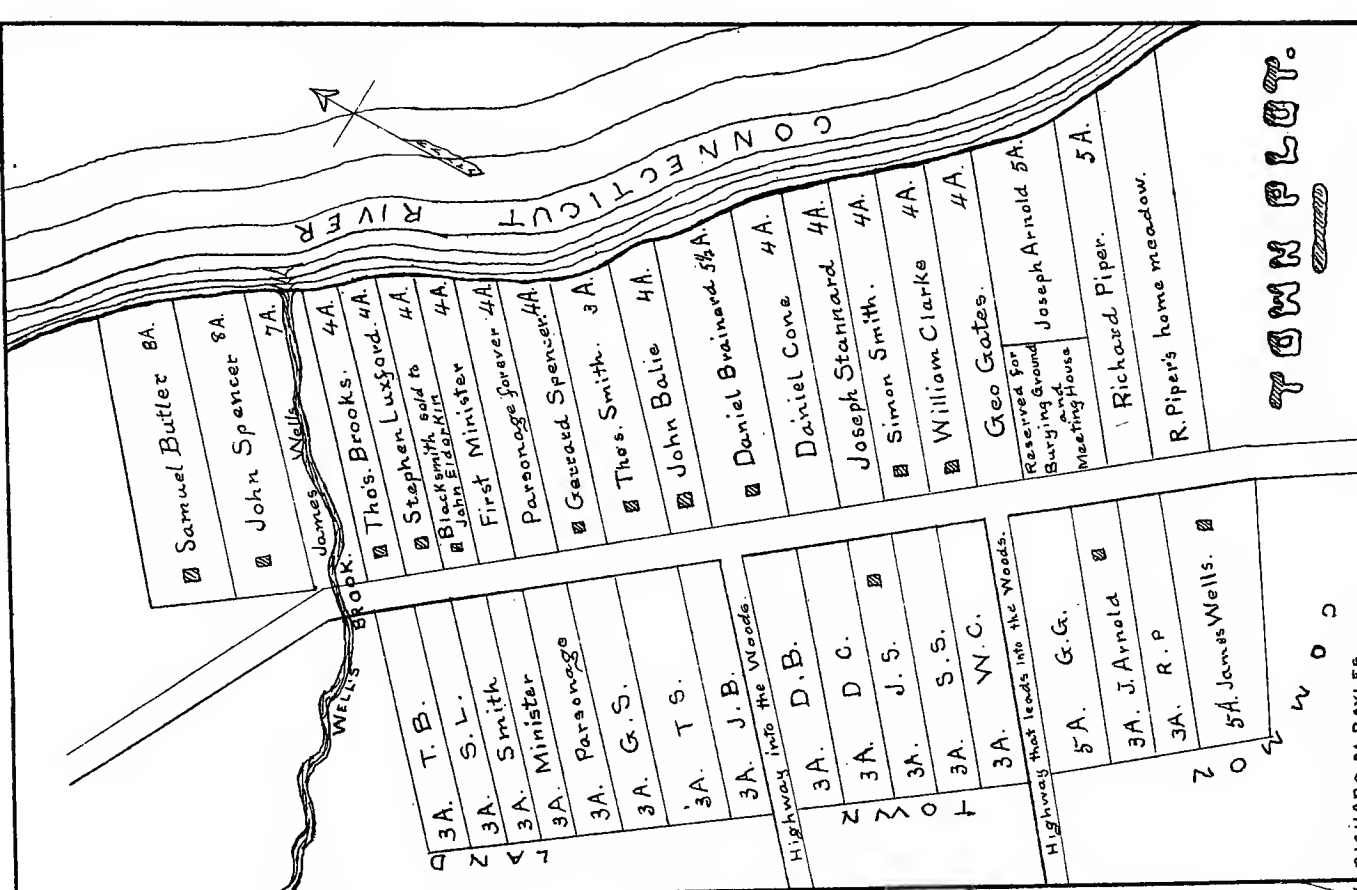 TOWN PLOT.
CONNECTICUT
RIVER
Samuel Butler 8A.
John Spencer 8A.
James Wells 7A.
WELL'S BROOK.
Tho's. Brooks. 4A.
Stephen Luxford. 4A.
Blacksmith sold to 4A.
John Elderkin
First Minister 4A.
Parsonage forever 4A.
Gerrard Spencer. 4A.
Thos. Smith. 3A.
John Balie 4A.
Daniel Brainard 5½A.
Daniel Cone 4A.
Joseph Stannard 4A.
Simon Smith. 4A.
William Clarke 4A.
Geo Gates. 4A.
Reserved for
Burying Ground
and
Meeting House
Joseph Arnold 5A.
Richard Piper. 5A.
R. Piper's home meadow.
3A. T. B.
3A. S. L.
3A. Smith
3A. Minister
3A. Parsonage
3A. G. S.
3A. T S.
3A. J. B.
Highway into the Woods.
3A. D. B.
3A. D C.
3A. J. S.
3A. S. S.
3A. W. C.
Highway that leads into the Woods.
5A. G. G.
3A. J. Arnold
3A. R. P
5A. James Wells.
TOWN
LAND